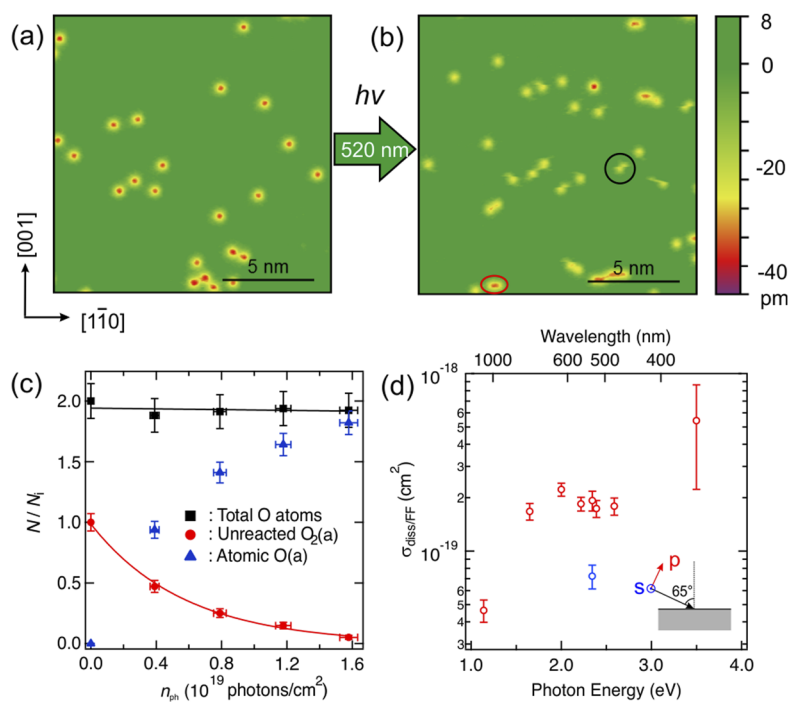 (a)
[001]
[11̄0]
5 nm
hν
520 nm
(b)
5 nm
8
0
-20
-40
pm
(c)
N / Nᵢ
2.0
1.5
1.0
0.5
0.0
■ : Total O atoms
● : Unreacted O₂(a)
▲ : Atomic O(a)
0.0 0.4 0.8 1.2 1.6
nₚₕ (10¹⁹ photons/cm²)
(d)
Wavelength (nm)
1000 600 500 400
σdiss/FF (cm²)
10⁻¹⁸
6
5
4
3
2
10⁻¹⁹
6
5
4
3
p
s
65°
1.0 2.0 3.0 4.0
Photon Energy (eV)